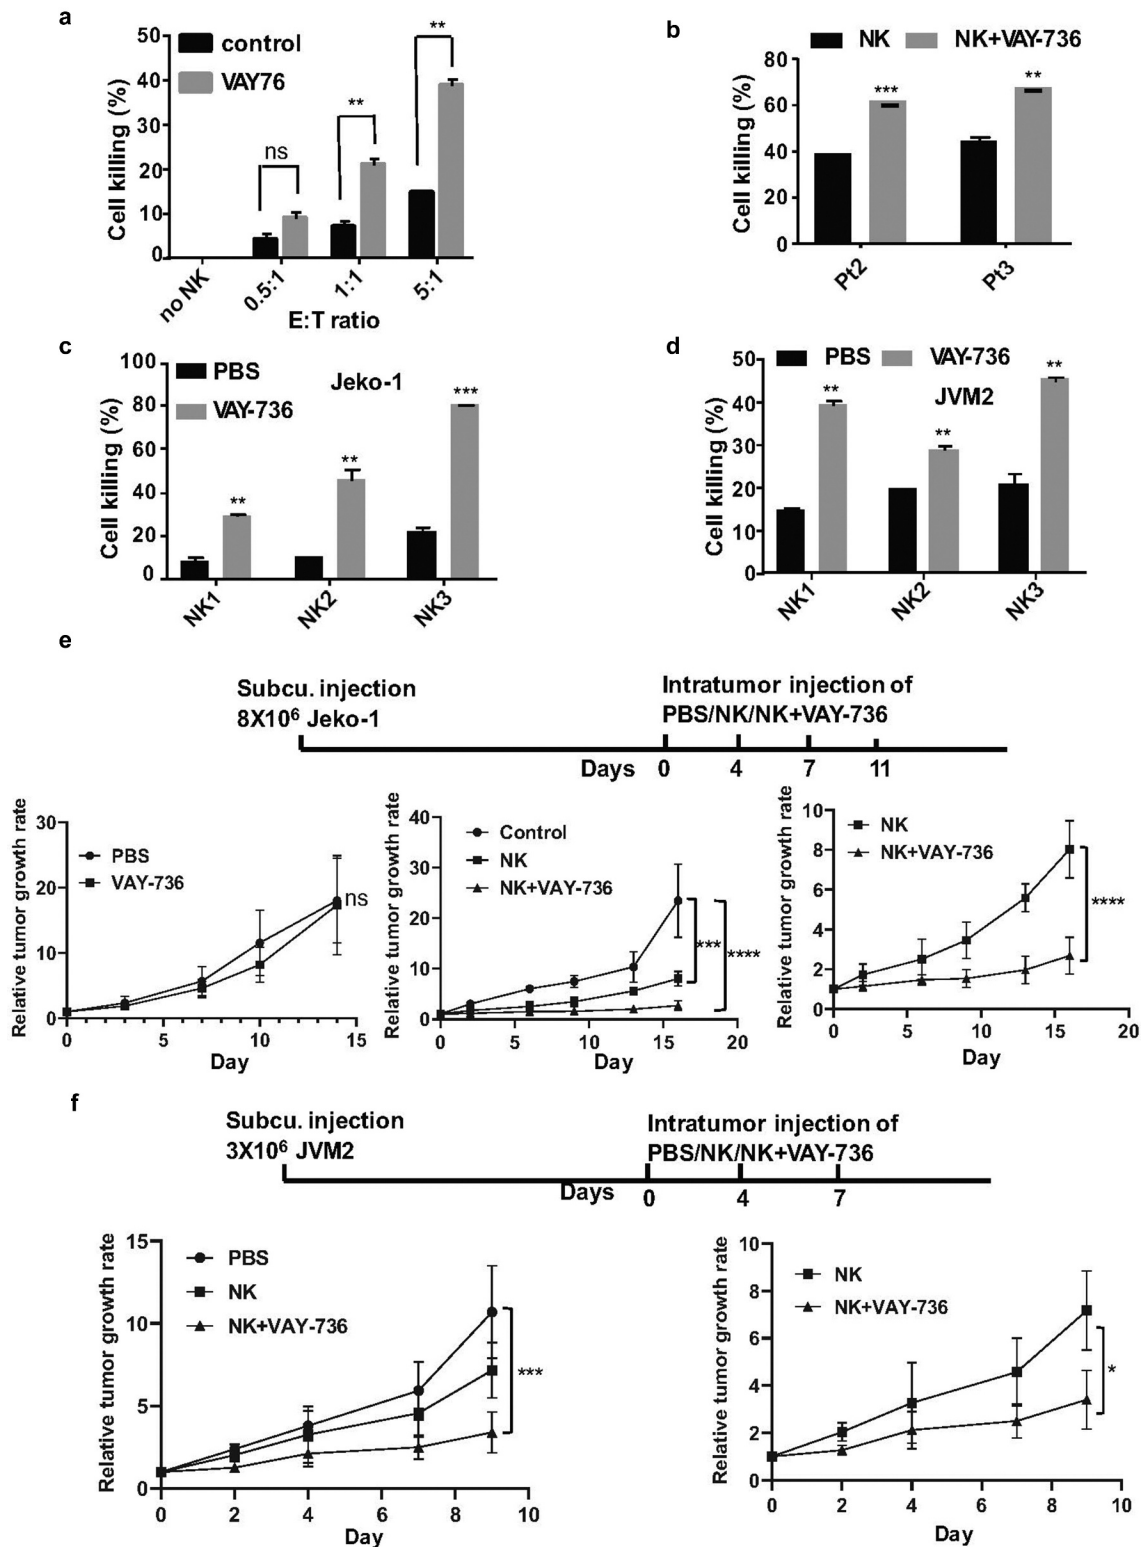 a
control
VAY76
Cell killing (%)
50
40
30
20
10
0
ns
**
**
no NK
0.5:1
1:1
5:1
E:T ratio
b
NK
NK+VAY-736
Cell killing (%)
80
60
40
60
0
***
**
Pt2
Pt3
c
PBS
VAY-736
Jeko-1
Cell killing (%)
100
80
60
40
20
0
**
**
***
NK1
NK2
NK3
d
PBS
VAY-736
JVM2
Cell killing (%)
50
40
30
20
10
0
**
**
**
NK1
NK2
NK3
e
Subcu. injection
8X10⁶ Jeko-1
Intratumor injection of
PBS/NK/NK+VAY-736
Days 0 4 7 11
Relative tumor growth rate
30
20
10
0
PBS
VAY-736
ns
0 5 10 15
Day
Relative tumor growth rate
40
30
20
10
0
Control
NK
NK+VAY-736
***
****
0 5 10 15 20
Day
Relative tumor growth rate
10
8
6
4
2
0
NK
NK+VAY-736
****
0 5 10 15 20
Day
f
Subcu. injection
3X10⁶ JVM2
Intratumor injection of
PBS/NK/NK+VAY-736
Days 0 4 7
Relative tumor growth rate
15
10
5
0
PBS
NK
NK+VAY-736
***
0 2 4 6 8 10
Day
Relative tumor growth rate
10
8
6
4
2
0
NK
NK+VAY-736
*
0 2 4 6 8 10
Day